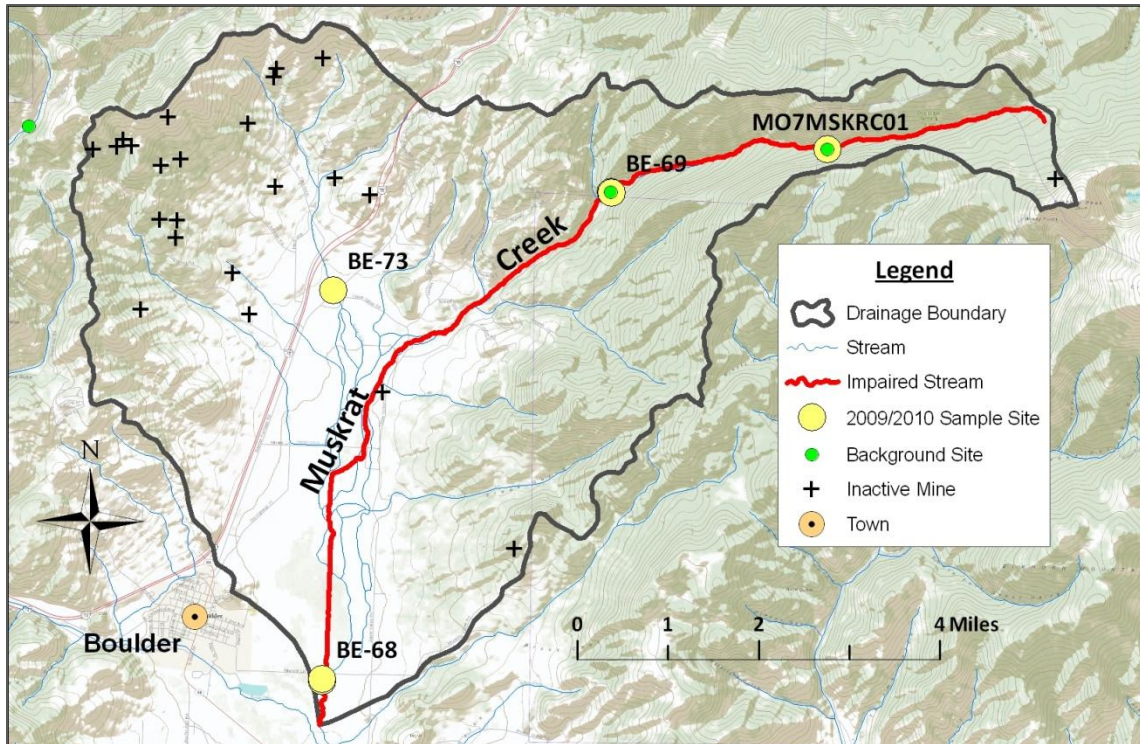 MO7MSKRC01
BE-69
Creek
BE-73
Muskrat
N
BE-68
Boulder
Legend
Drainage Boundary
Stream
Impaired Stream
2009/2010 Sample Site
Background Site
Inactive Mine
Town
0 1 2 4 Miles